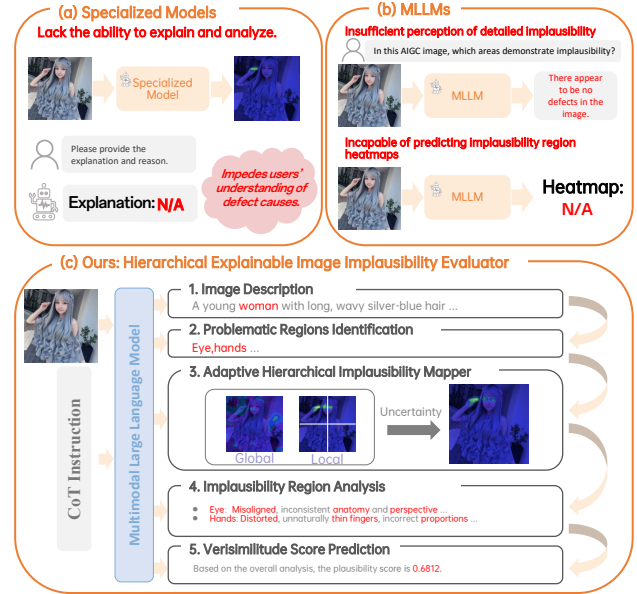 (a) Specialized Models
Lack the ability to explain and analyze.
Specialized
Model
Please provide the
explanation and reason.
Explanation: N/A
Impedes users'
understanding of
defect causes.
(b) MLLMs
Insufficient perception of detailed implausibility
In this AIGC image, which areas demonstrate implausibility?
MLLM
There appear
to be no
defects in the
image.
Incapable of predicting implausibility region
heatmaps
MLLM
Heatmap:
N/A
(c) Ours: Hierarchical Explainable Image Implausibility Evaluator
CoT Instruction
Multimodal Large Language Model
1. Image Description
A young woman with long, wavy silver-blue hair ...
2. Problematic Regions Identification
Eye,hands ...
3. Adaptive Hierarchical Implausibility Mapper
Global
Local
Uncertainty
4. Implausibility Region Analysis
● Eye: Misaligned, inconsistent anatomy and perspective ...
● Hands: Distorted, unnaturally thin fingers, incorrect proportions ...
5. Verisimilitude Score Prediction
Based on the overall analysis, the plausibility score is 0.6812.